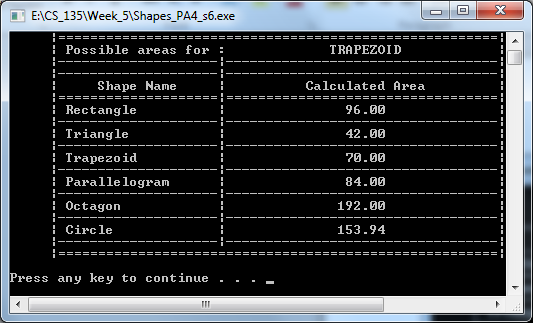 E:\CS_135\Week_5\Shapes_PA4_s6.exe
Possible areas for : TRAPEZOID
Shape Name Calculated Area
Rectangle 96.00
Triangle 42.00
Trapezoid 70.00
Parallelogram 84.00
Octagon 192.00
Circle 153.94
Press any key to continue . . . _